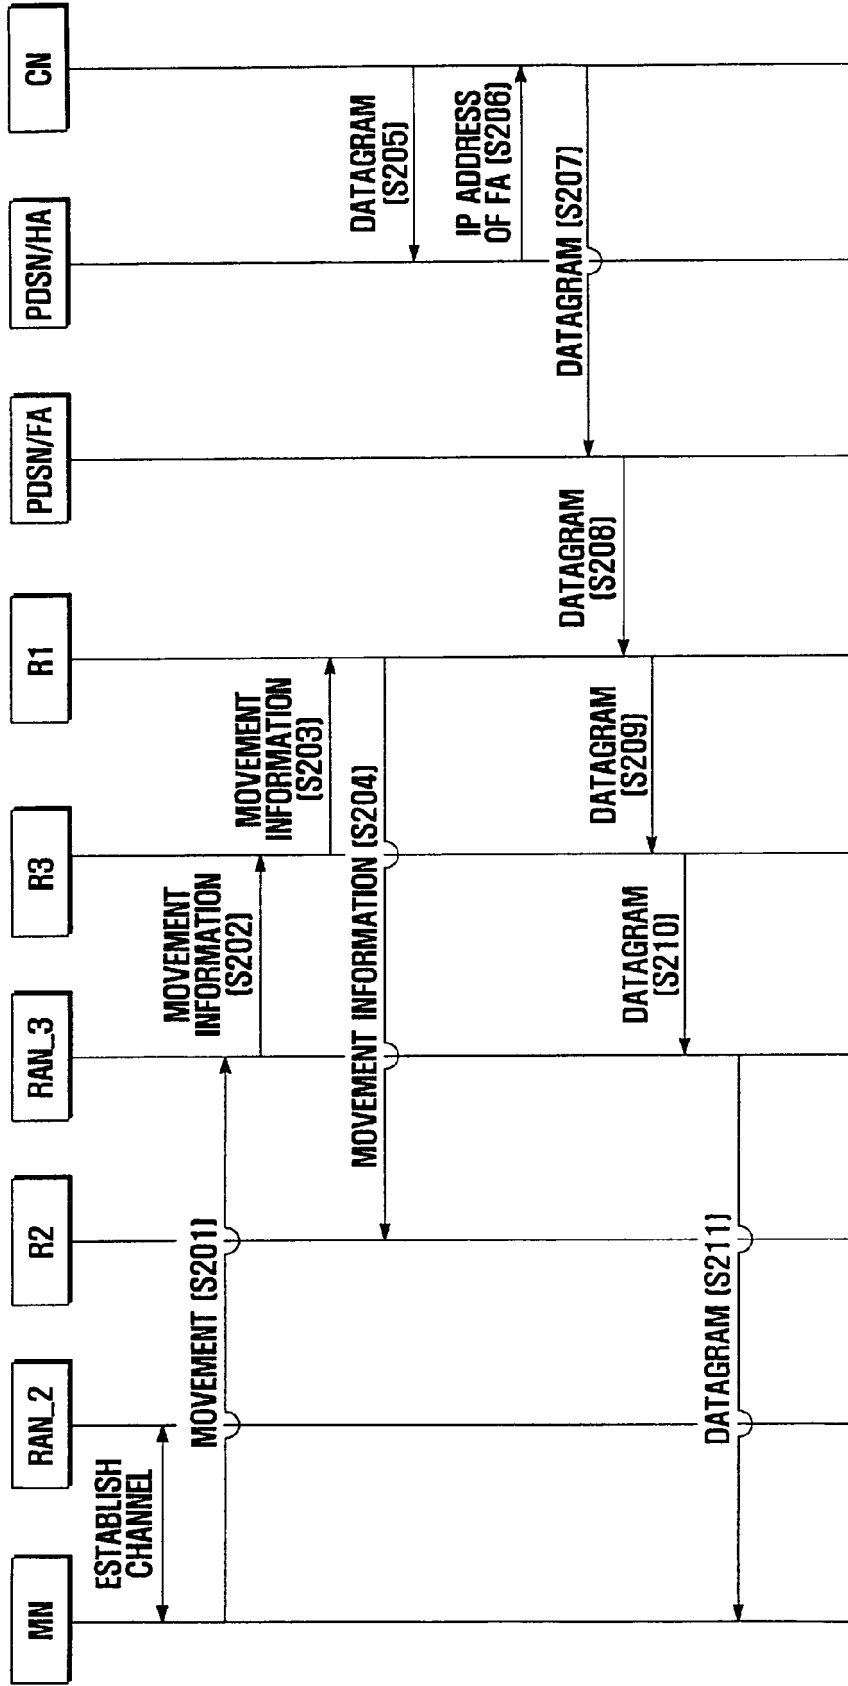 MN
RAN_2
R2
RAN_3
R3
R1
PDSN/FA
PDSN/HA
CN
ESTABLISH
CHANNEL
MOVEMENT (S201)
MOVEMENT
INFORMATION
(S202)
MOVEMENT
INFORMATION
(S203)
MOVEMENT INFORMATION (S204)
DATAGRAM
(S205)
IP ADDRESS
OF FA (S206)
DATAGRAM (S207)
DATAGRAM
(S208)
DATAGRAM
(S209)
DATAGRAM
(S210)
DATAGRAM (S211)